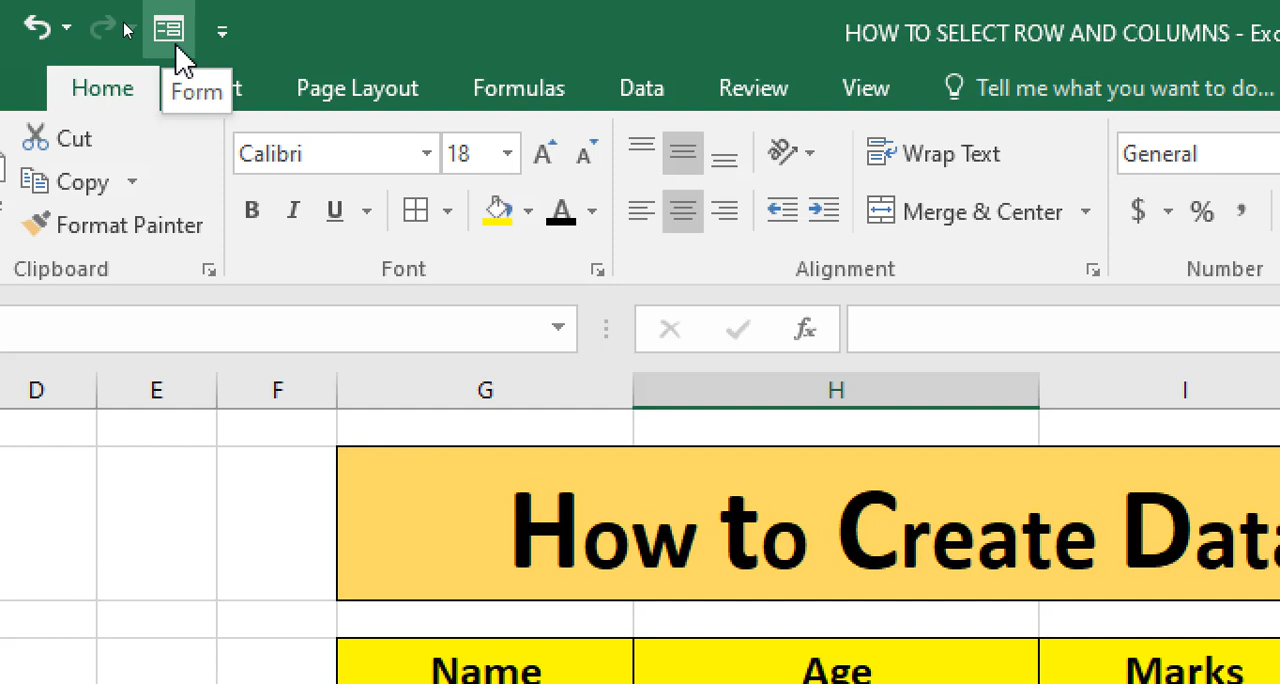 HOW TO SELECT ROW AND COLUMNS - Exc
Home
Form
t
Page Layout
Formulas
Data
Review
View
Tell me what you want to do...
Cut
Calibri
18
Wrap Text
General
Copy
B I U
A
Merge & Center
$ % ,
Format Painter
Clipboard
Font
Alignment
Number
fx
D E F G H I
How to Create Data
Name Age Marks